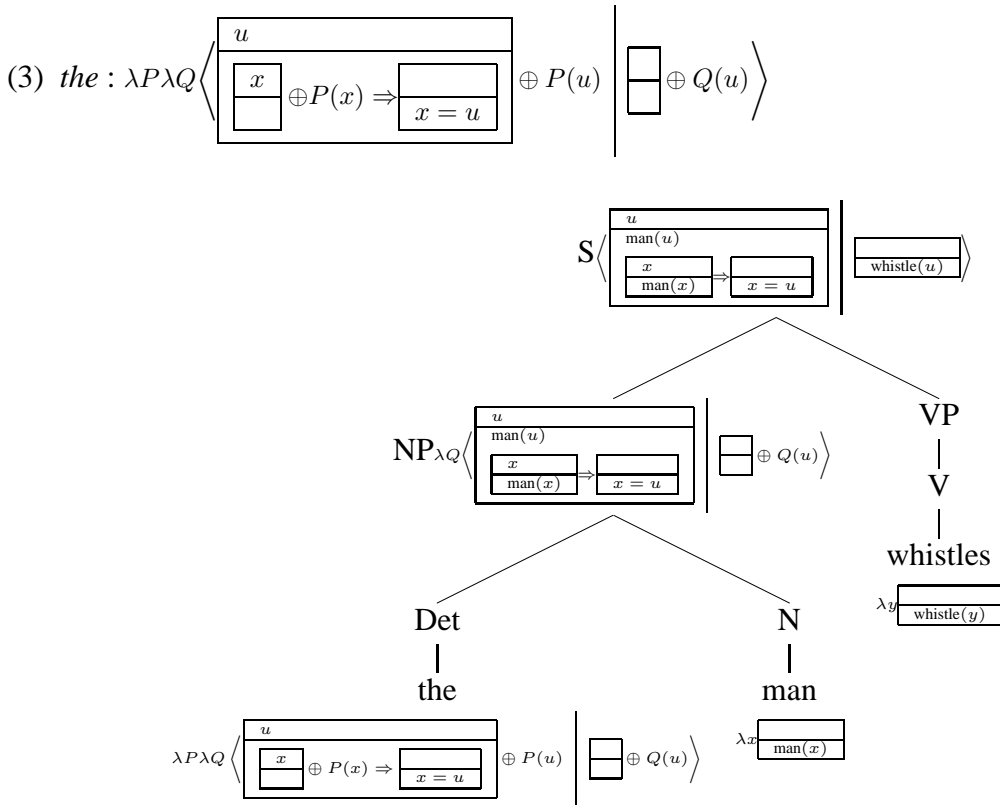 u
(3) the : λPλQ⟨ x ⊕P(x) ⇒ x = u ⊕ P(u) | ⊕ Q(u)⟩
u
S⟨ man(u) | whistle(u) ⟩
x ⇒
man(x) x = u
u
NP λQ⟨ man(u) | ⊕ Q(u)⟩
x ⇒
man(x) x = u
VP
V
whistles
λy whistle(y)
Det N
the man
u
λPλQ⟨ x ⊕ P(x) ⇒ x = u ⊕ P(u) | ⊕ Q(u)⟩ λx man(x)